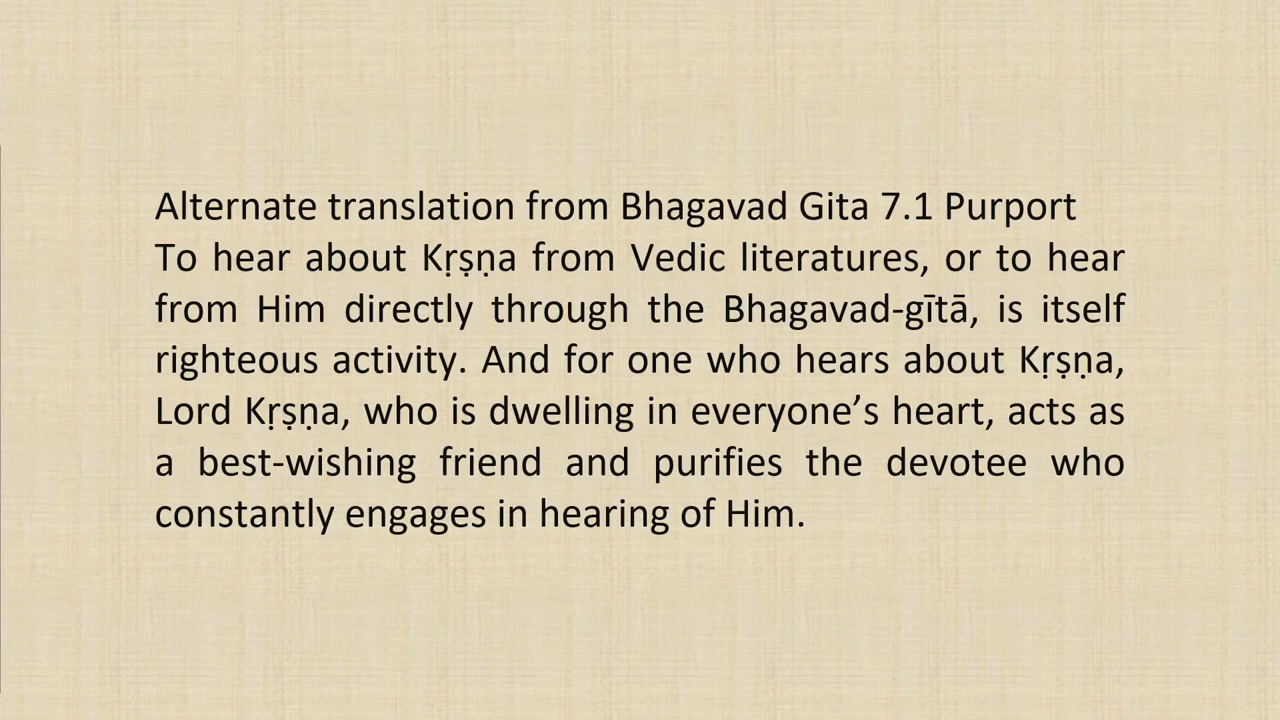 Alternate translation from Bhagavad Gita 7.1 Purport
To hear about Kṛṣṇa from Vedic literatures, or to hear
from Him directly through the Bhagavad-gītā, is itself
righteous activity. And for one who hears about Kṛṣṇa,
Lord Kṛṣṇa, who is dwelling in everyone’s heart, acts as
a best-wishing friend and purifies the devotee who
constantly engages in hearing of Him.